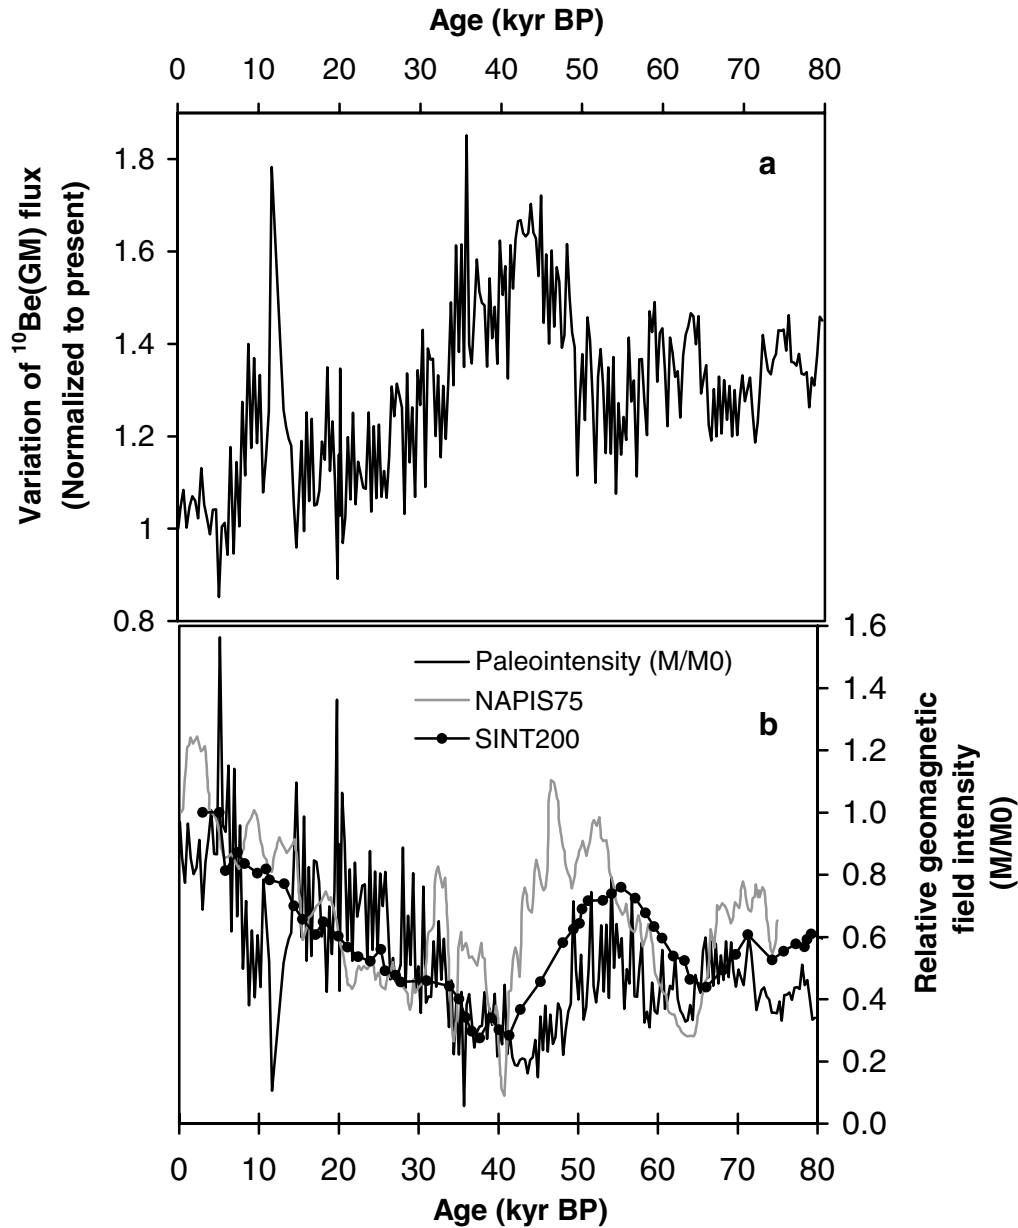 Age (kyr BP)
0 10 20 30 40 50 60 70 80
Variation of ¹⁰Be(GM) flux
(Normalized to present)
1.8
1.6
1.4
1.2
1
0.8
a
Paleointensity (M/M0)
NAPIS75
SINT200
b
1.6
1.4
1.2
1.0
0.8
0.6
0.4
0.2
0.0
Relative geomagnetic
field intensity
(M/M0)
0 10 20 30 40 50 60 70 80
Age (kyr BP)